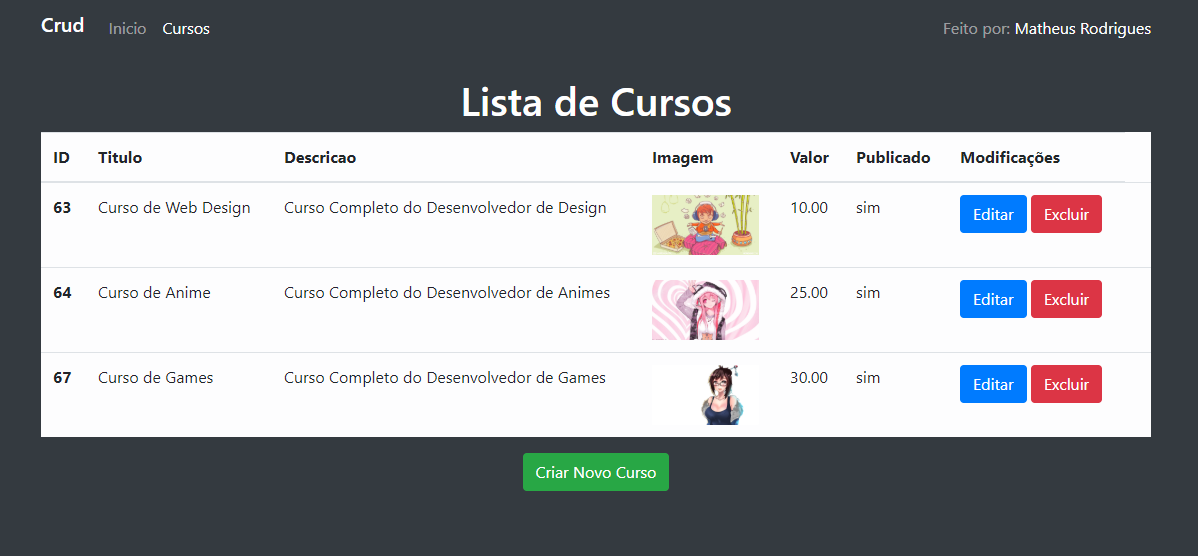 Crud Inicio Cursos Feito por: Matheus Rodrigues
Lista de Cursos
ID Titulo Descricao Imagem Valor Publicado Modificações
63 Curso de Web Design Curso Completo do Desenvolvedor de Design 10.00 sim Editar Excluir
64 Curso de Anime Curso Completo do Desenvolvedor de Animes 25.00 sim Editar Excluir
67 Curso de Games Curso Completo do Desenvolvedor de Games 30.00 sim Editar Excluir
Criar Novo Curso